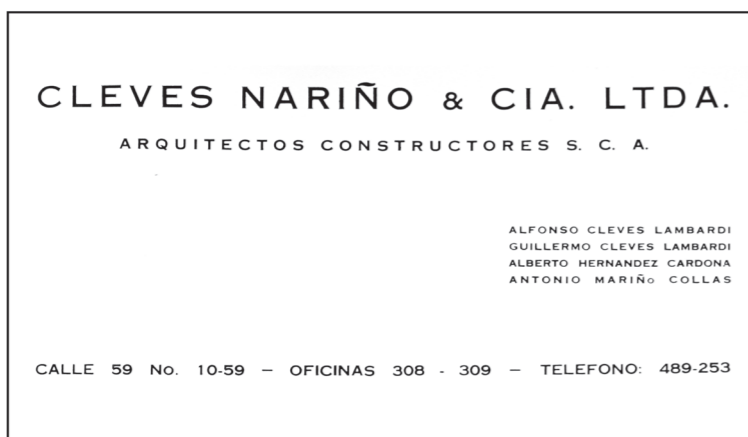 CLEVES NARIÑO & CIA. LTDA.
ARQUITECTOS CONSTRUCTORES S. C. A.
ALFONSO CLEVES LAMBARDI
GUILLERMO CLEVES LAMBARDI
ALBERTO HERNANDEZ CARDONA
ANTONIO MARIÑo COLLAS
CALLE 59 No. 10-59 — OFICINAS 308 - 309 — TELEFONO: 489-253